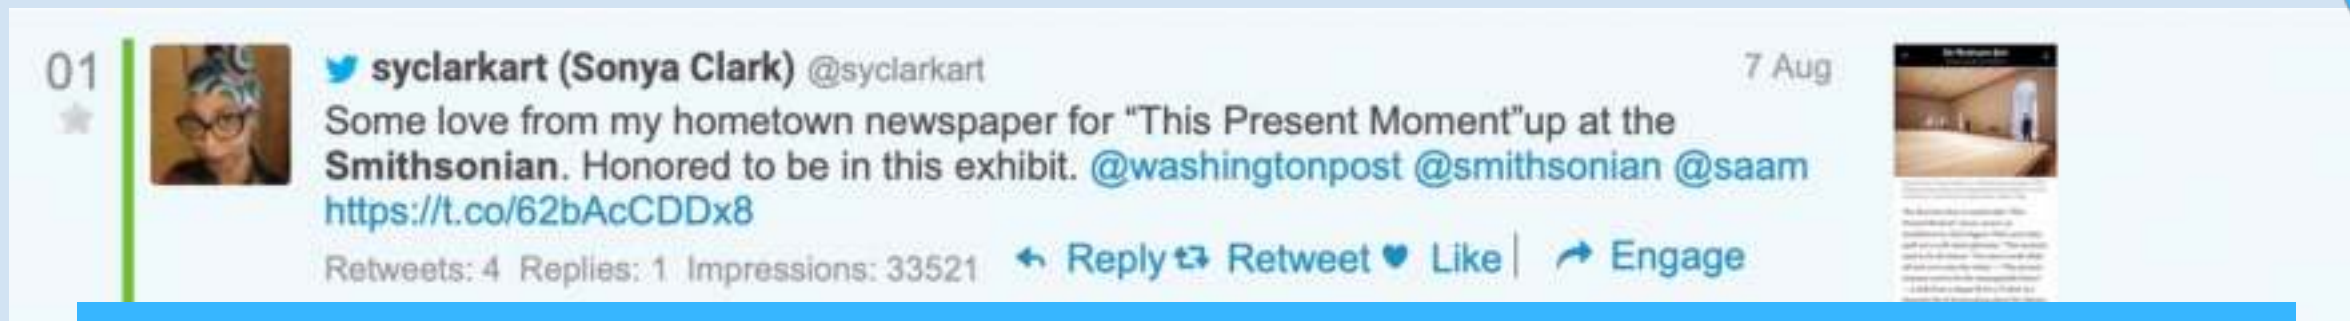 01
syclarkart (Sonya Clark) @syclarkart
7 Aug
Some love from my hometown newspaper for “This Present Moment”up at the
Smithsonian. Honored to be in this exhibit. @washingtonpost @smithsonian @saam
https://t.co/62bAcCDDx8
Retweets: 4 Replies: 1 Impressions: 33521 Reply Retweet Like | Engage